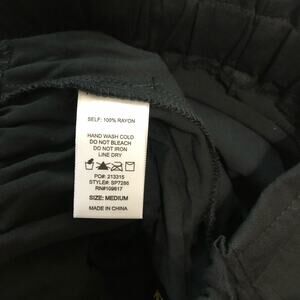 SELF: 100% RAYON
HAND WASH COLD
DO NOT BLEACH
DO NOT IRON
LINE DRY
PO#: 213315
STYLE#: SP7286
RN#109617
SIZE: MEDIUM
MADE IN CHINA